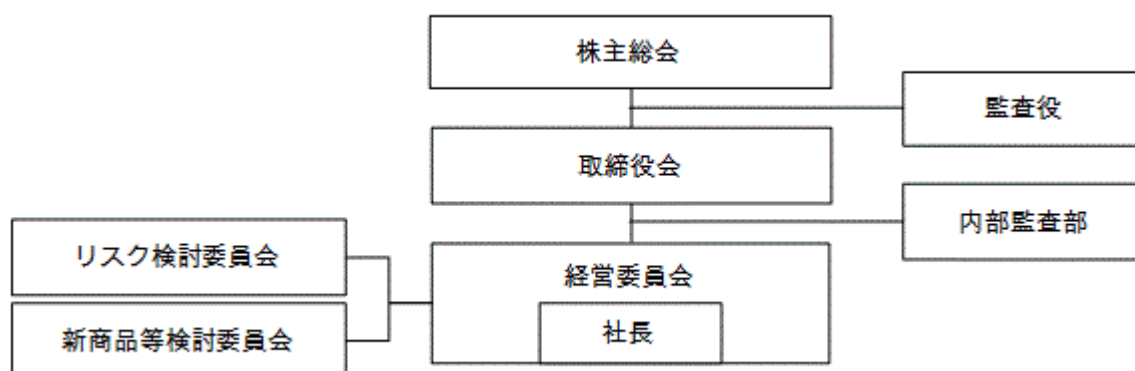 株主総会
監査役
取締役会
内部監査部
リスク検討委員会
経営委員会
社長
新商品等検討委員会